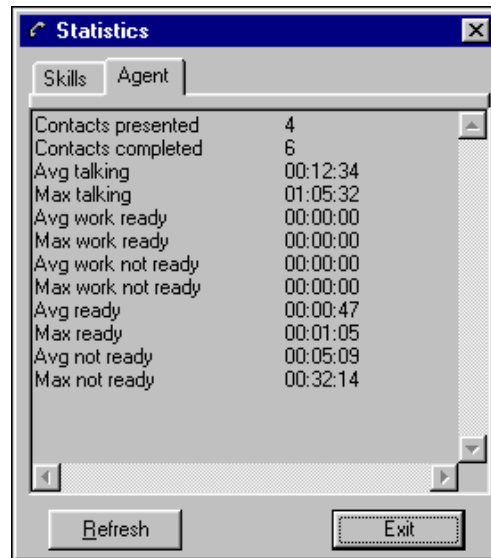 Statistics
Skills Agent
Contacts presented 4
Contacts completed 6
Avg talking 00:12:34
Max talking 01:05:32
Avg work ready 00:00:00
Max work ready 00:00:00
Avg work not ready 00:00:00
Max work not ready 00:00:00
Avg ready 00:00:47
Max ready 00:01:05
Avg not ready 00:05:09
Max not ready 00:32:14
Refresh Exit